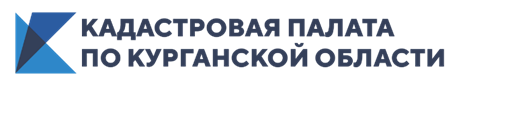 КАДАСТРОВАЯ ПАЛАТА
ПО КУРГАНСКОЙ ОБЛАСТИ